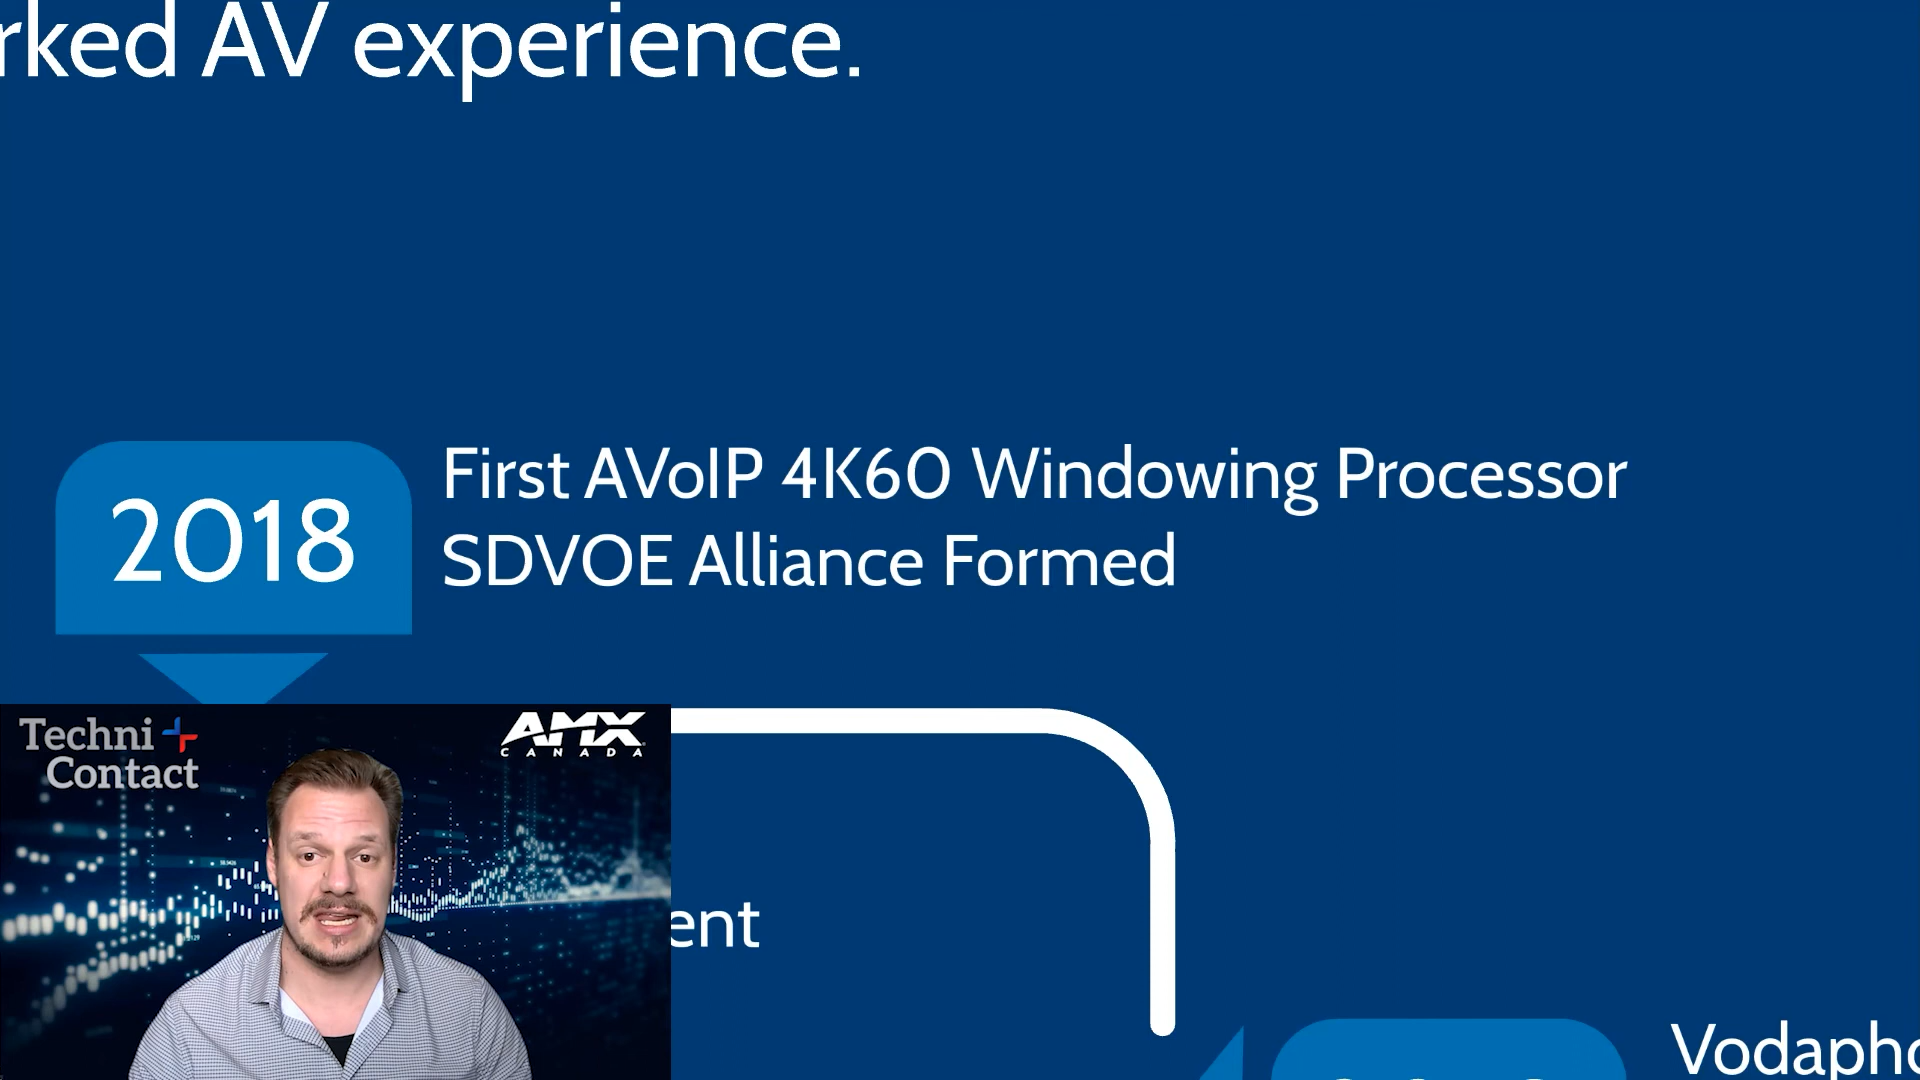 rked AV experience.
2018
First AVoIP 4K60 Windowing Processor
SDVOE Alliance Formed
Techni
Contact
AMX
CANADA
ent
Vodapho